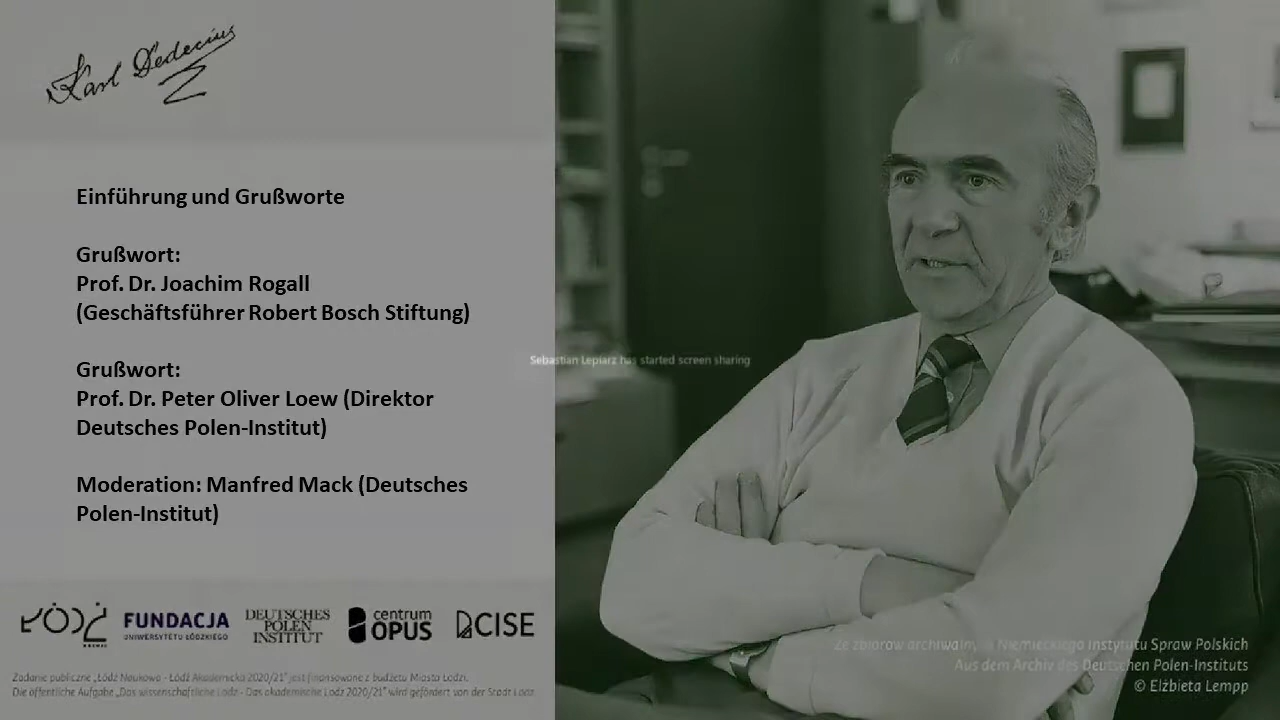 Karl Dedecius
Einführung und Grußworte
Grußwort:
Prof. Dr. Joachim Rogall
(Geschäftsführer Robert Bosch Stiftung)
Grußwort:
Prof. Dr. Peter Oliver Loew (Direktor
Deutsches Polen-Institut)
Moderation: Manfred Mack (Deutsches
Polen-Institut)
Sebastian Lepiarz has started screen sharing
ŁÓDŹ
FUNDACJA
UNIWERSYTETU ŁÓDZKIEGO
DEUTSCHES
POLEN
INSTITUT
centrum
OPUS
CISE
Zadanie publiczne „Łódź Naukowa - Łódź Akademicka 2020/21" jest finansowane z budżetu Miasta Łodzi.
Die öffentliche Aufgabe „Das wissenschaftliche Lodz - Das akademische Lodz 2020/21" wird gefördert von der Stadt Lodz.
Ze zbiorów archiwalnych Niemieckiego Instytutu Spraw Polskich
Aus dem Archiv des Deutschen Polen-Instituts
© Elżbieta Lempp